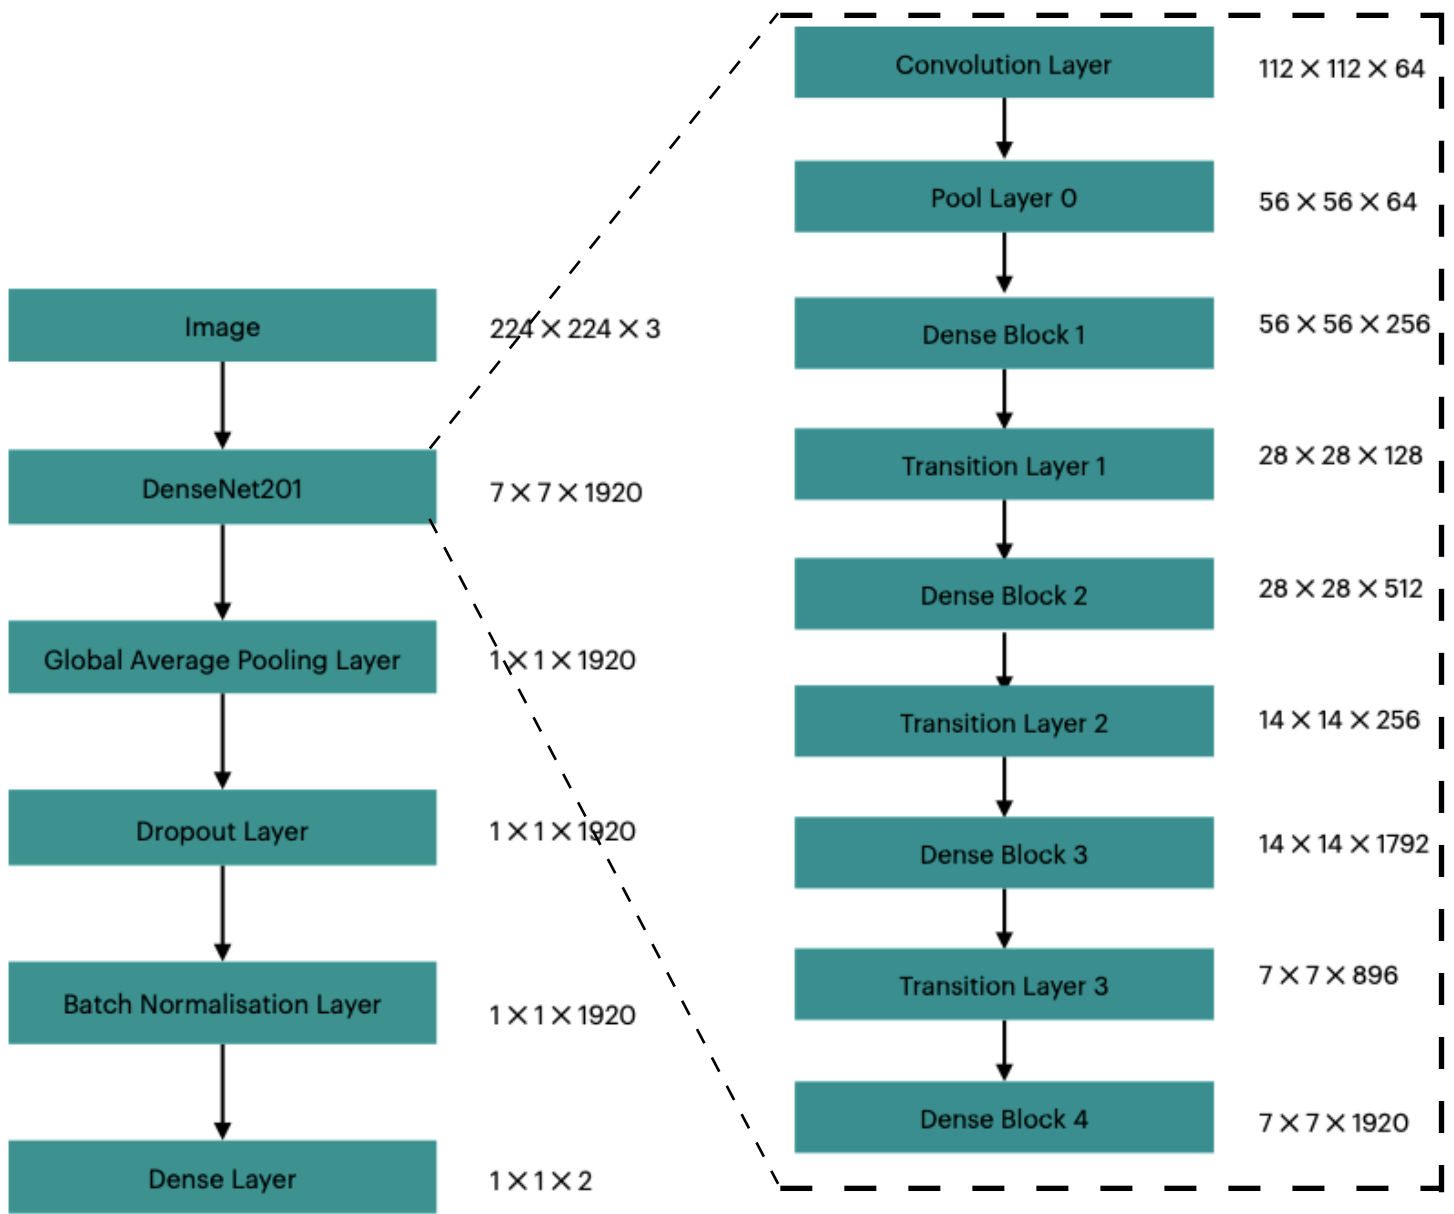 Image
224 × 224 × 3
DenseNet201
7 × 7 × 1920
Global Average Pooling Layer
1 × 1 × 1920
Dropout Layer
1 × 1 × 1920
Batch Normalisation Layer
1 × 1 × 1920
Dense Layer
1 × 1 × 2
Convolution Layer
112 × 112 × 64
Pool Layer 0
56 × 56 × 64
Dense Block 1
56 × 56 × 256
Transition Layer 1
28 × 28 × 128
Dense Block 2
28 × 28 × 512
Transition Layer 2
14 × 14 × 256
Dense Block 3
14 × 14 × 1792
Transition Layer 3
7 × 7 × 896
Dense Block 4
7 × 7 × 1920